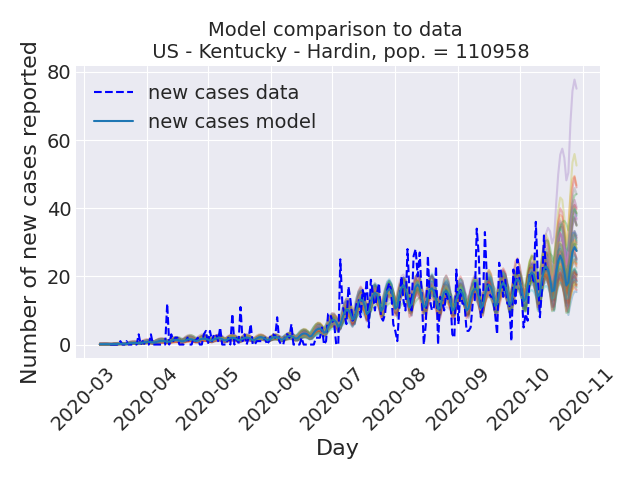 Model comparison to data
US - Kentucky - Hardin, pop. = 110958
Number of new cases reported
80
60
40
20
0
new cases data
new cases model
2020-03
2020-04
2020-05
2020-06
2020-07
2020-08
2020-09
2020-10
2020-11
Day